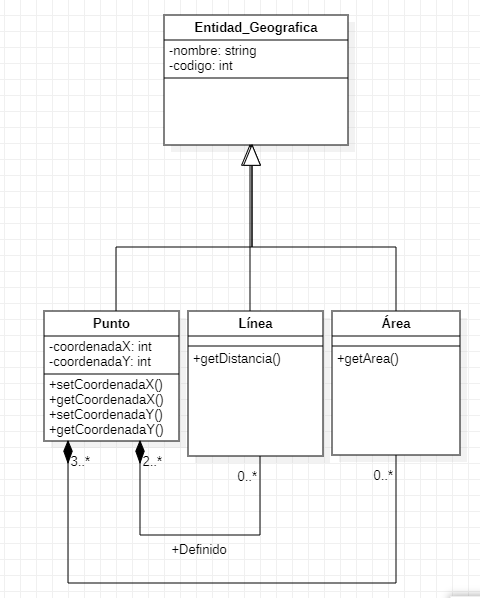 Entidad_Geografica
-nombre: string
-codigo: int
Punto
-coordenadaX: int
-coordenadaY: int
+setCoordenadaX()
+getCoordenadaX()
+setCoordenadaY()
+getCoordenadaY()
Línea
+getDistancia()
Área
+getArea()
3..*
2..*
0..*
0..*
+Definido